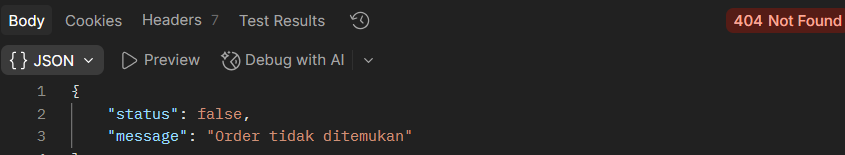 Body Cookies Headers 7 Test Results 404 Not Found
{} JSON Preview Debug with AI
1 {
2 "status": false,
3 "message": "Order tidak ditemukan"